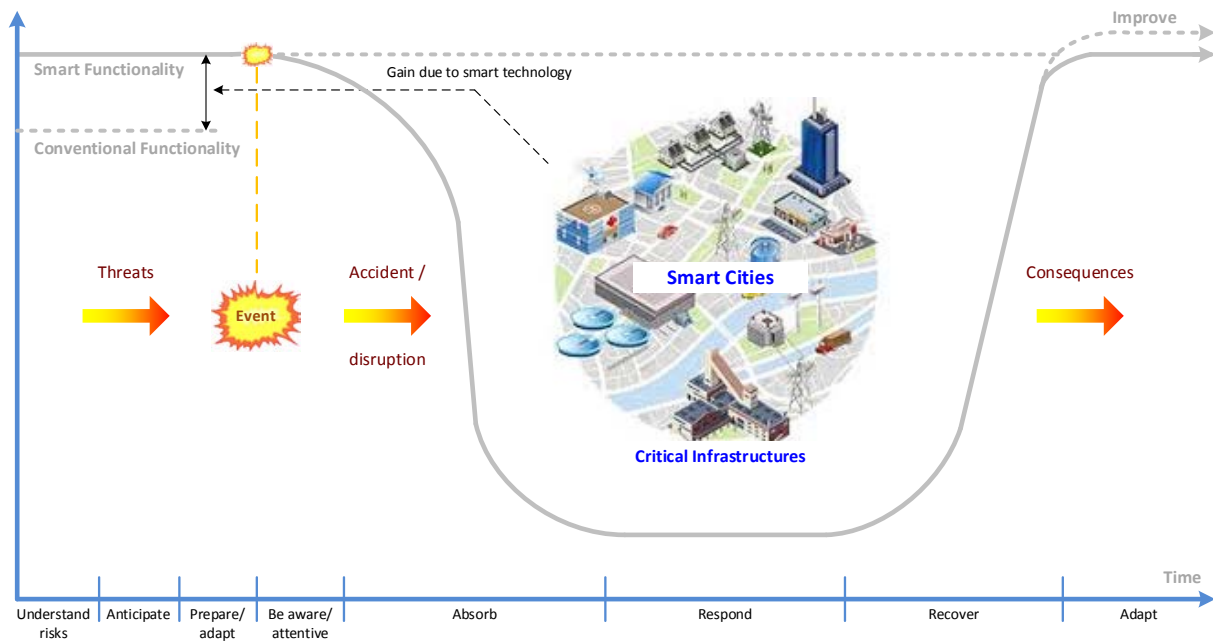 Improve
Smart Functionality
Gain due to smart technology
Conventional Functionality
Threats
Accident /
Smart Cities
Consequences
Event
disruption
Critical Infrastructures
Time
Understand
risks
Anticipate
Prepare/
adapt
Be aware/
attentive
Absorb
Respond
Recover
Adapt